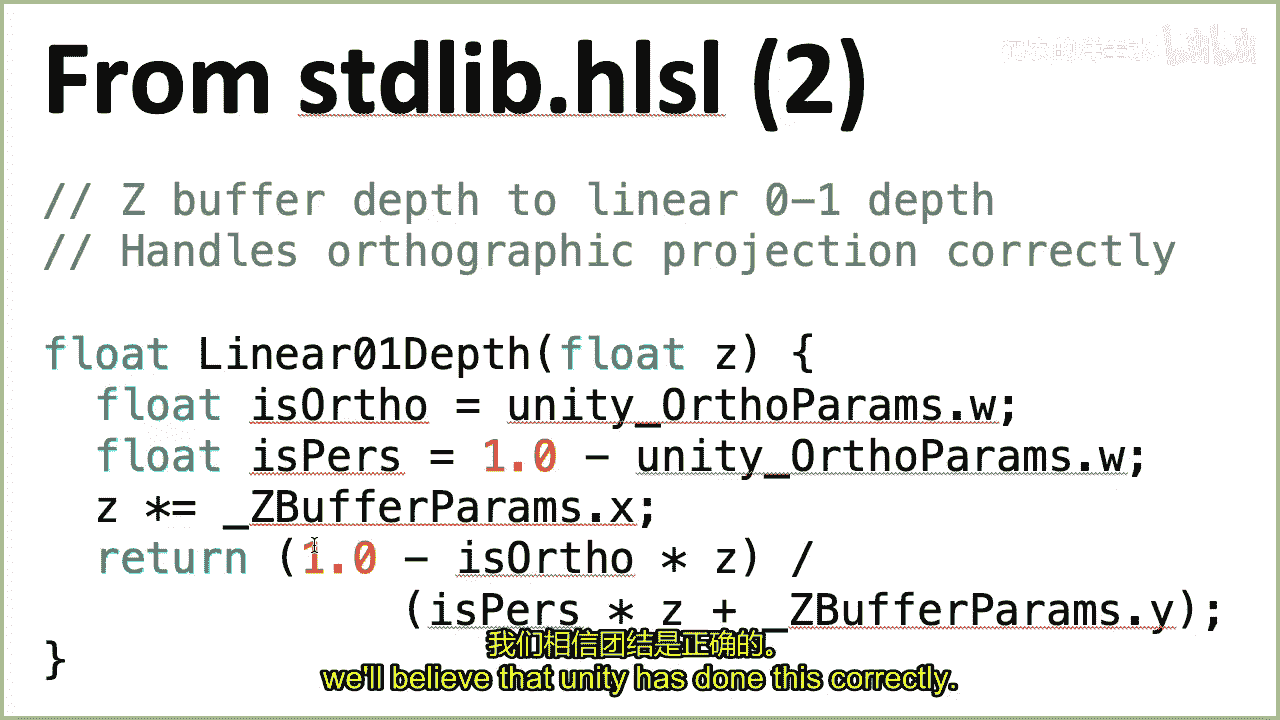 From stdlib.hlsl (2)
// Z buffer depth to linear 0-1 depth
// Handles orthographic projection correctly
float Linear01Depth(float z) {
float isOrtho = unity_OrthoParams.w;
float isPers = 1.0 - unity_OrthoParams.w;
z *= _ZBufferParams.x;
return (1.0 - isOrtho * z) /
(isPers * z + _ZBufferParams.y);
}
我们相信团结是正确的。
we'll believe that unity has done this correctly.